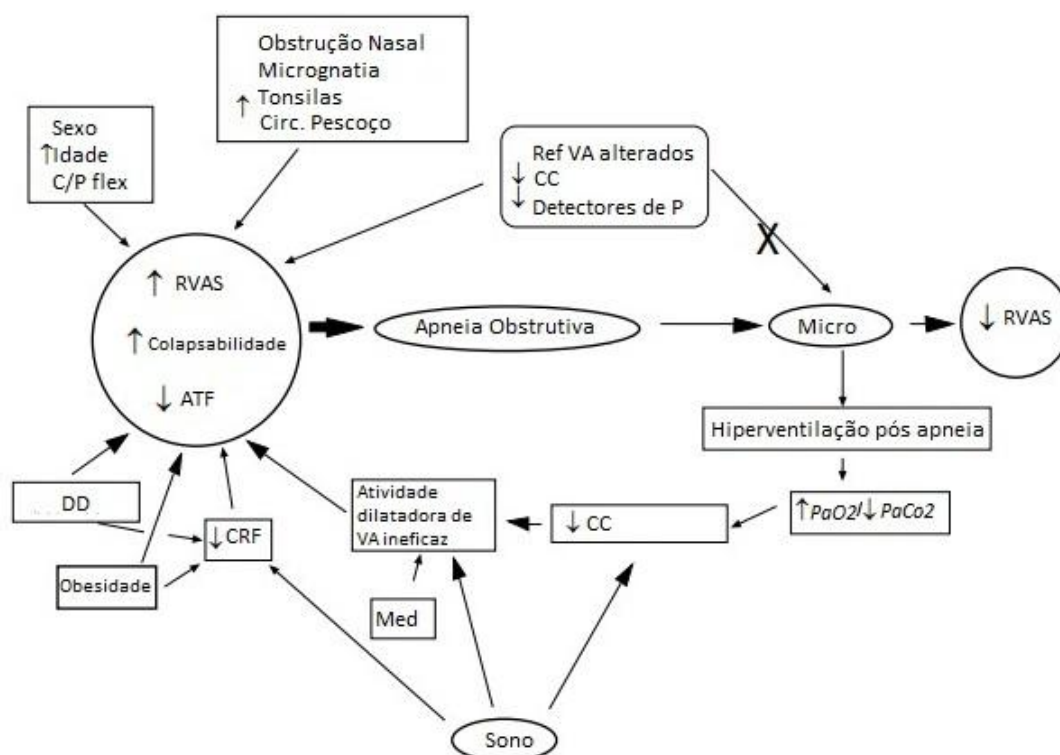 Obstrução Nasal
Micrognatia
↑ Tonsilas
Circ. Pescoço
Sexo
↑Idade
C/P flex
Ref VA alterados
↓ CC
↓ Detectores de P
X
↑ RVAS
↑ Colapsabilidade
↓ ATF
Apneia Obstrutiva
Micro
↓ RVAS
Hiperventilação pós apneia
↑PaO2/↓PaCo2
DD
↓CRF
Obesidade
Atividade
dilatadora de
VA ineficaz
↓ CC
Med
Sono